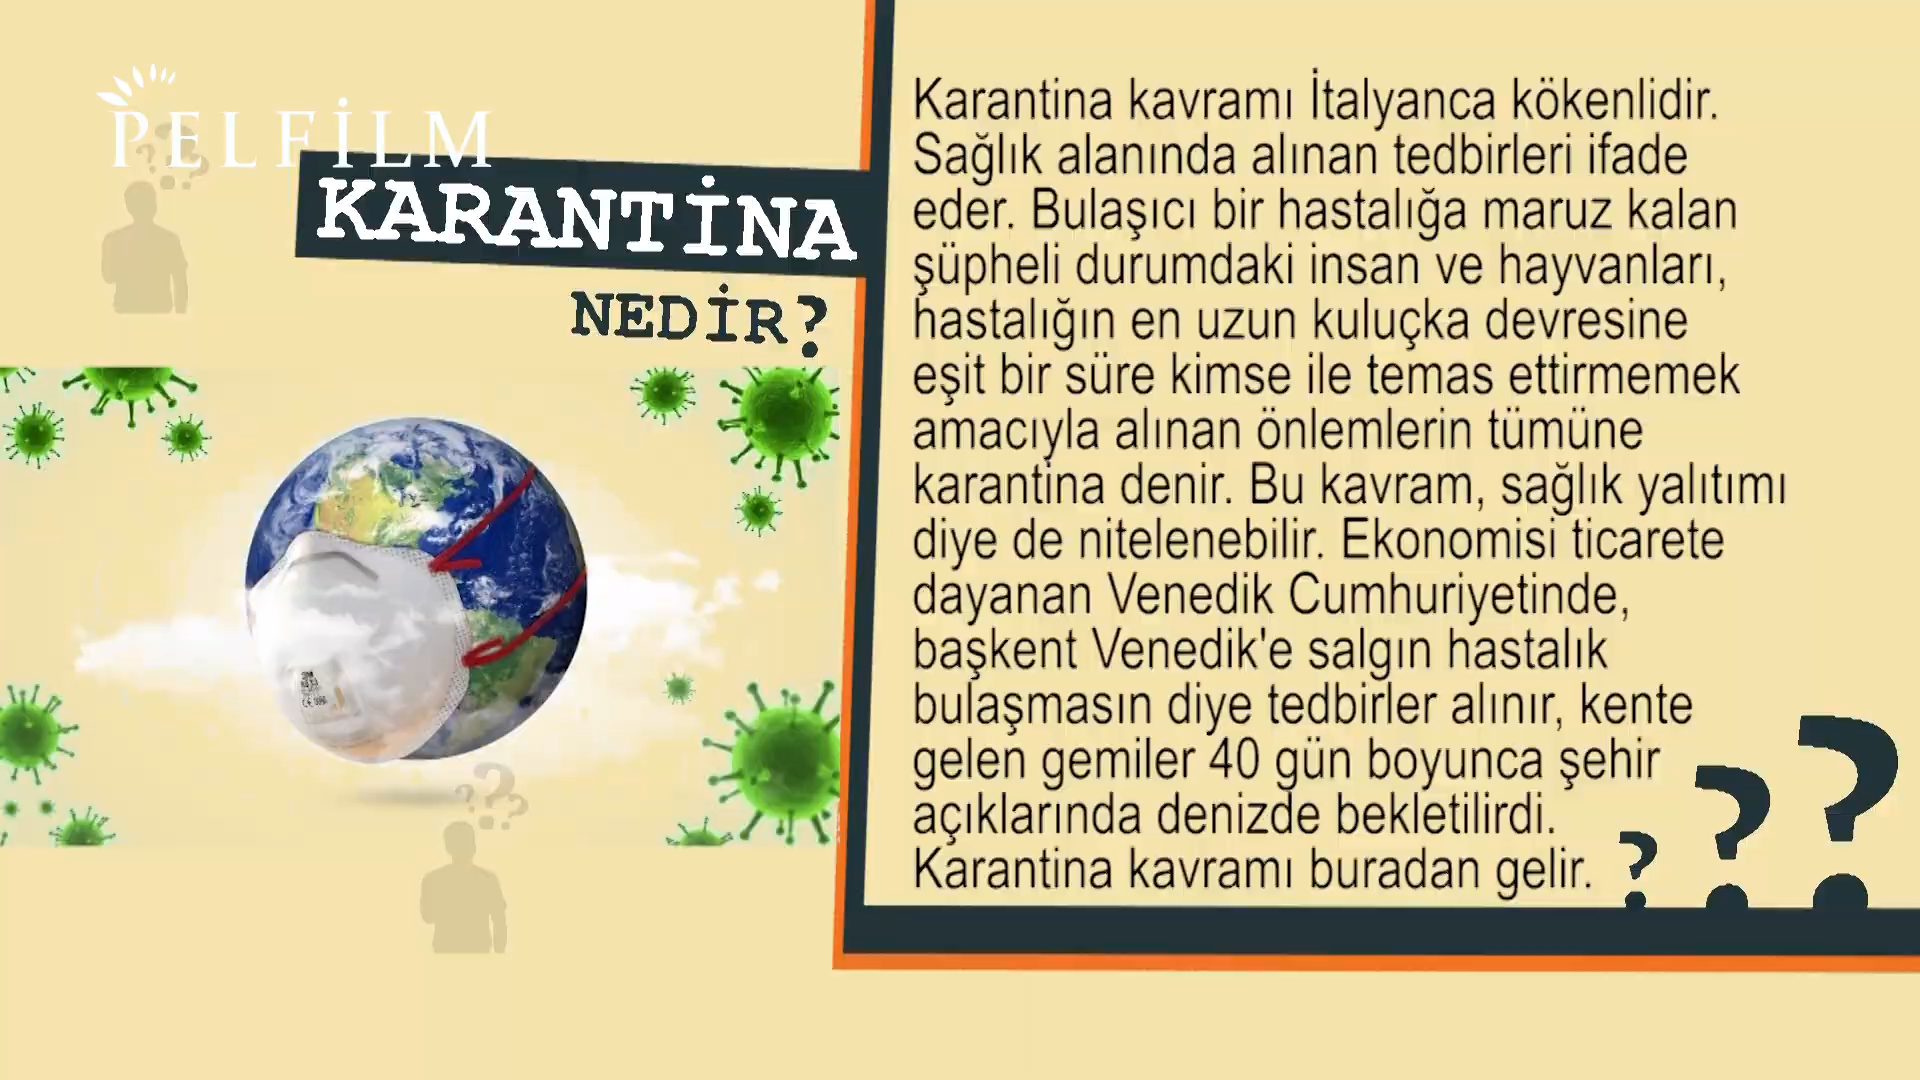 PELFİLM
KARANTİNA
NEDİR?
Karantina kavramı İtalyanca kökenlidir.
Sağlık alanında alınan tedbirleri ifade
eder. Bulaşıcı bir hastalığa maruz kalan
şüpheli durumdaki insan ve hayvanları,
hastalığın en uzun kuluçka devresine
eşit bir süre kimse ile temas ettirmemek
amacıyla alınan önlemlerin tümüne
karantina denir. Bu kavram, sağlık yalıtımı
diye de nitelenebilir. Ekonomisi ticarete
dayanan Venedik Cumhuriyetinde,
başkent Venedik'e salgın hastalık
bulaşmasın diye tedbirler alınır, kente
gelen gemiler 40 gün boyunca şehir
açıklarında denizde bekletilirdi.
Karantina kavramı buradan gelir.
? ? ?